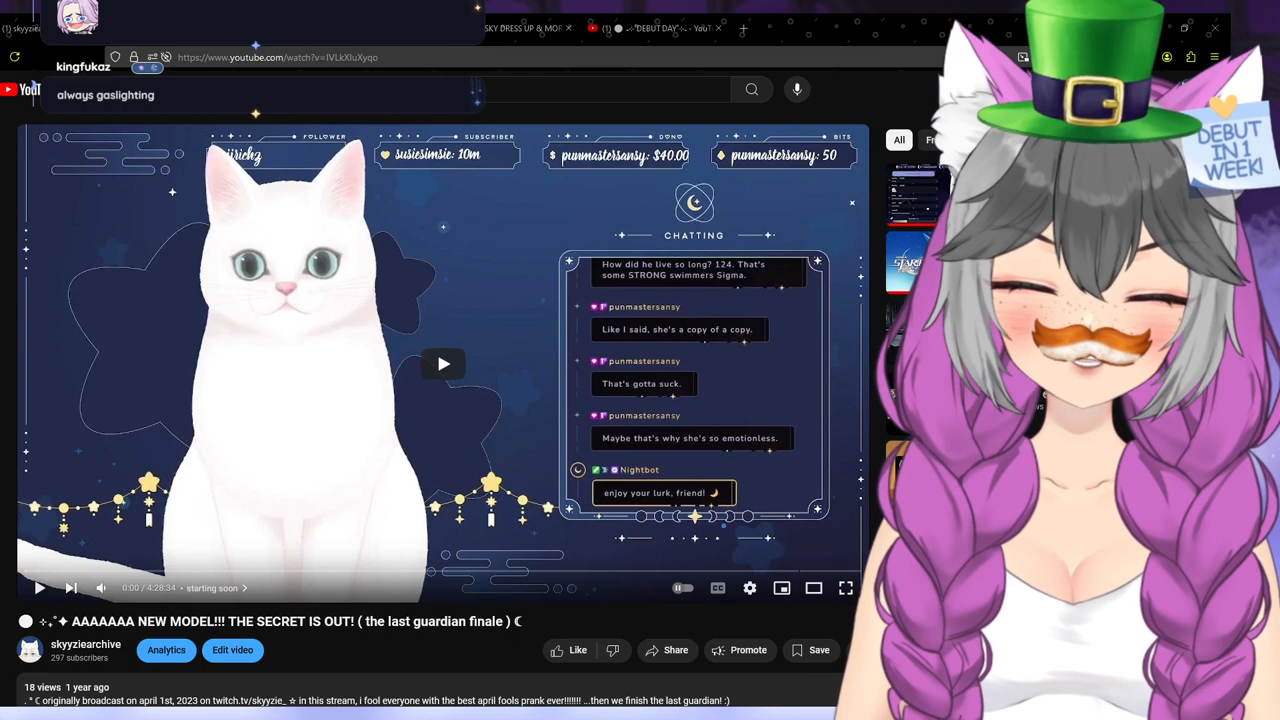 (1) skyyzie
SKY DRESS UP & MOR
(1) ⚪ ⊹₊˚"DEBUT DAY"
https://www.youtube.com/watch?v=IVLkXluXyqo
kingfukaz
always gaslighting
All
DEBUT
IN 1
WEEK!
FOLLOWER
SUBSCRIBER
susiesimsie: 10m
DONO
$ punmastersansy: $40.00
BITS
punmastersansy: 50
CHATTING
How did he live so long? 124. That's
some STRONG swimmers Sigma.
punmastersansy
Like I said, she's a copy of a copy.
punmastersansy
That's gotta suck.
punmastersansy
Maybe that's why she's so emotionless.
Nightbot
enjoy your lurk, friend! 🌙
0:00 / 4:28:34 • starting soon
⚪ ⊹₊˚✦ AAAAAAA NEW MODEL!!! THE SECRET IS OUT! ( the last guardian finale ) ☾
skyyziearchive
297 subscribers
Analytics
Edit video
Like
Share
Promote
Save
18 views 1 year ago
. ° ☾ originally broadcast on april 1st, 2023 on twitch.tv/skyyzie_ ☆ in this stream, i fool everyone with the best april fools prank ever!!!!!!! ...then we finish the last guardian! :)